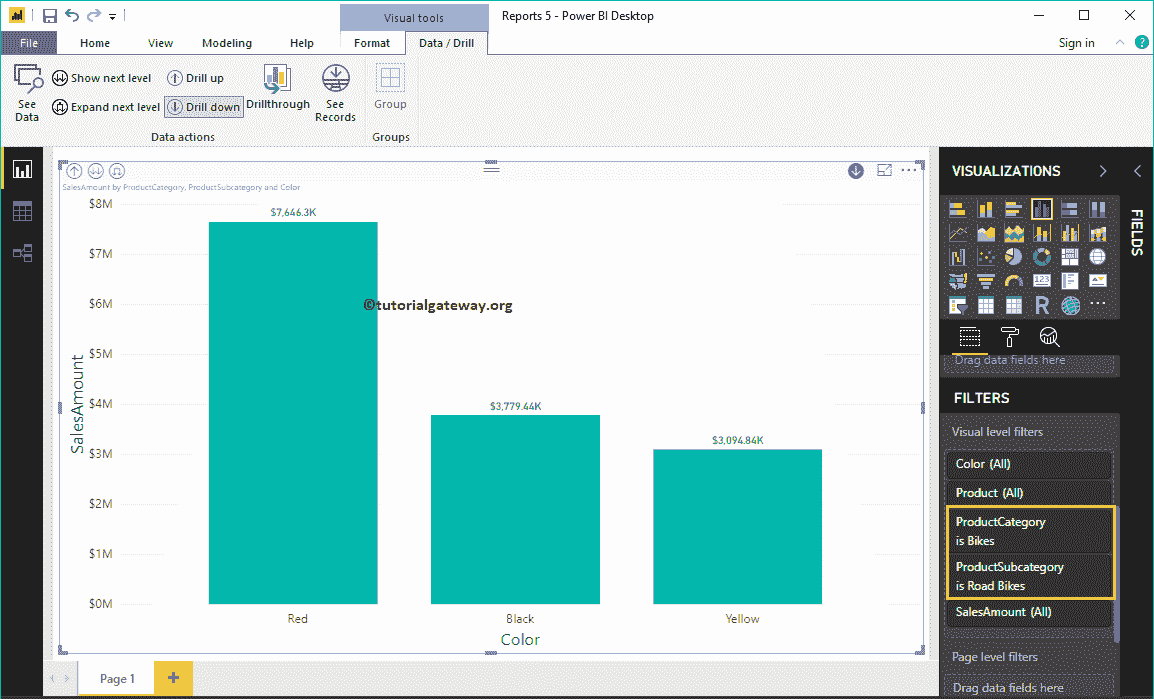 Visual tools
Reports 5 - Power BI Desktop
File
Home
View
Modeling
Help
Format
Data / Drill
Sign in
?
See
Data
Show next level
Expand next level
Drill up
Drill down
Drillthrough
See
Records
Group
Data actions
Groups
SalesAmount by ProductCategory, ProductSubcategory and Color
$8M
$7M
$6M
$5M
$4M
$3M
$2M
$1M
$0M
SalesAmount
$7,646.3K
$3,779.44K
$3,094.84K
©tutorialgateway.org
Red
Black
Yellow
Color
Page 1
+
VISUALIZATIONS
FIELDS
123
R
Drag data fields here
FILTERS
Visual level filters
Color (All)
Product (All)
ProductCategory
is Bikes
ProductSubcategory
is Road Bikes
SalesAmount (All)
Page level filters
Drag data fields here